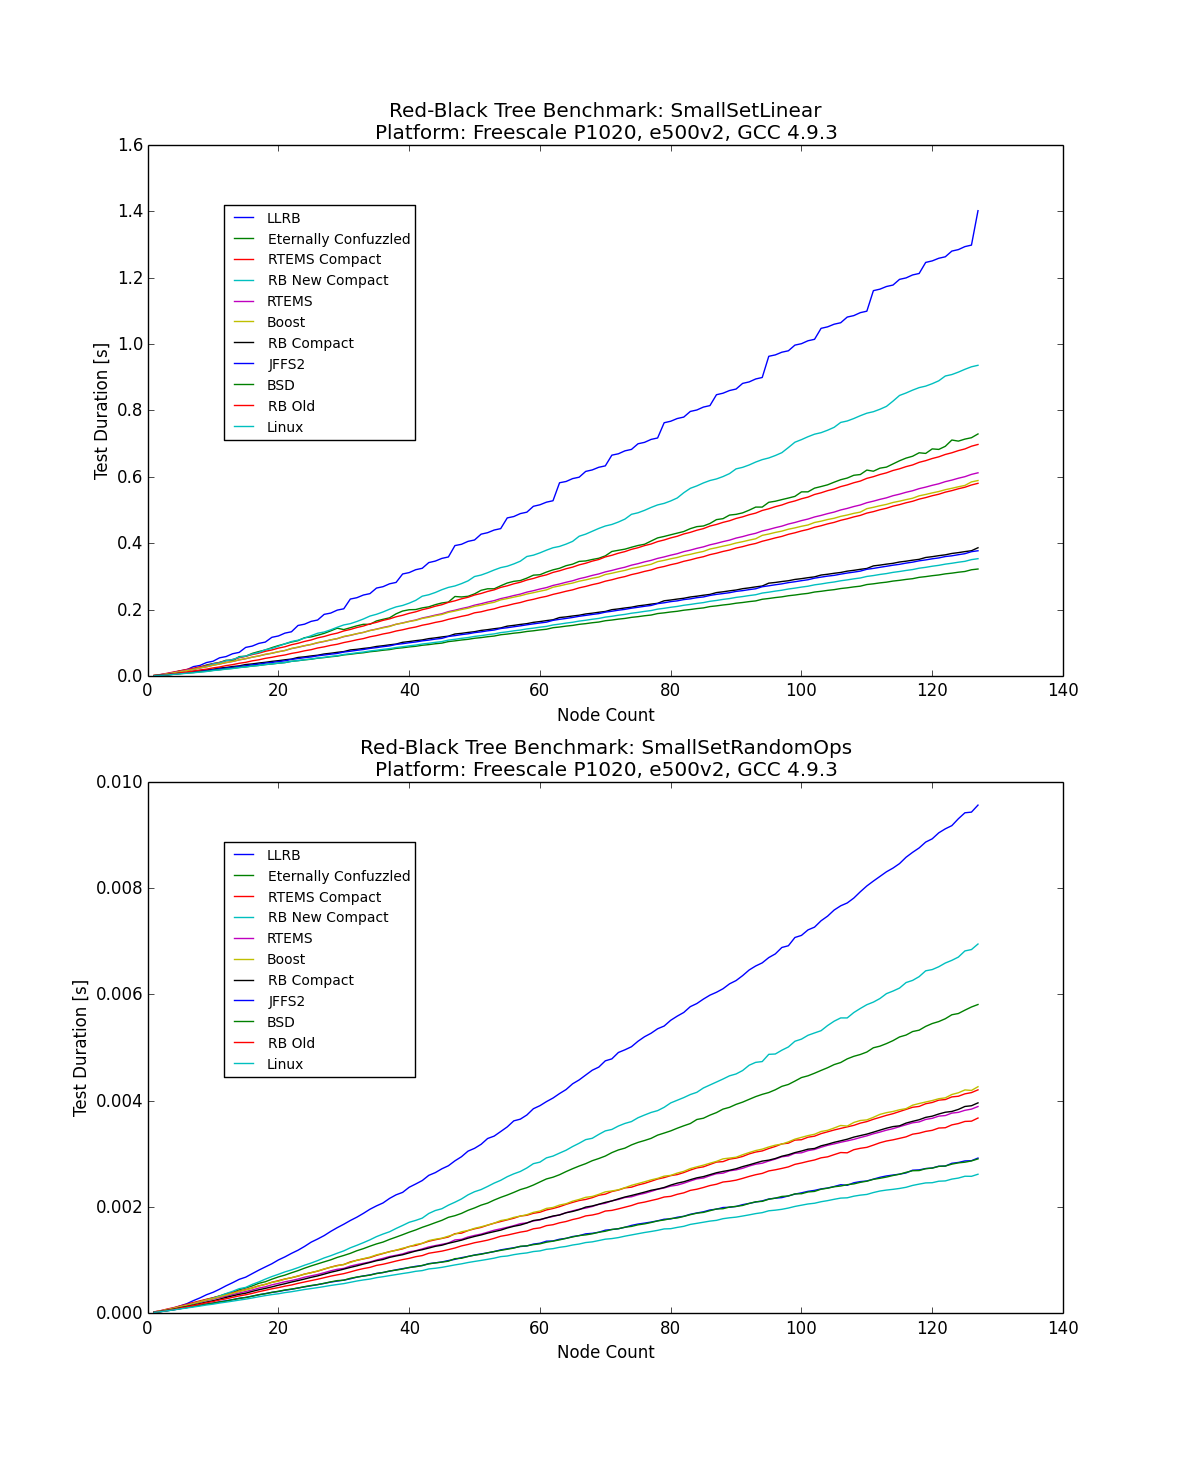 Red-Black Tree Benchmark: SmallSetLinear
Platform: Freescale P1020, e500v2, GCC 4.9.3
1.6
1.4
1.2
1.0
0.8
0.6
0.4
0.2
0.0
Test Duration [s]
LLRB
Eternally Confuzzled
RTEMS Compact
RB New Compact
RTEMS
Boost
RB Compact
JFFS2
BSD
RB Old
Linux
0 20 40 60 80 100 120 140
Node Count
Red-Black Tree Benchmark: SmallSetRandomOps
Platform: Freescale P1020, e500v2, GCC 4.9.3
0.010
0.008
0.006
0.004
0.002
0.000
Test Duration [s]
LLRB
Eternally Confuzzled
RTEMS Compact
RB New Compact
RTEMS
Boost
RB Compact
JFFS2
BSD
RB Old
Linux
0 20 40 60 80 100 120 140
Node Count